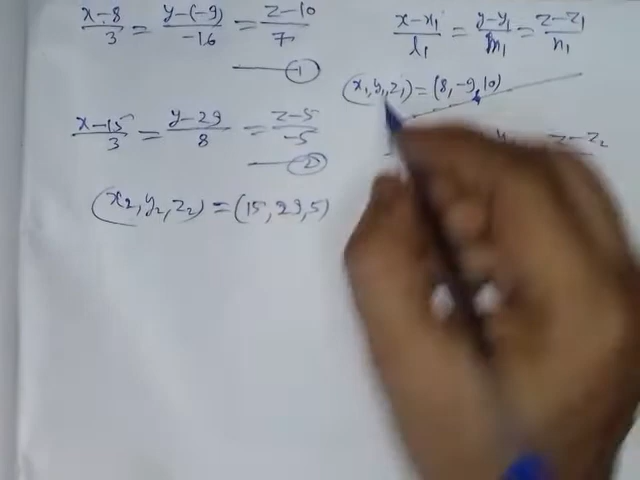 (x-8)/3 = (y-(-9))/-16 = (z-10)/7
—①
(x-15)/3 = (y-29)/8 = (z-5)/-5
—②
(x₂, y₂, z₂) = (15, 29, 5)
(x-x₁)/l₁ = (y-y₁)/m₁ = (z-z₁)/n₁
(x₁, y₁, z₁) = (8, -9, 10)
z-z₂